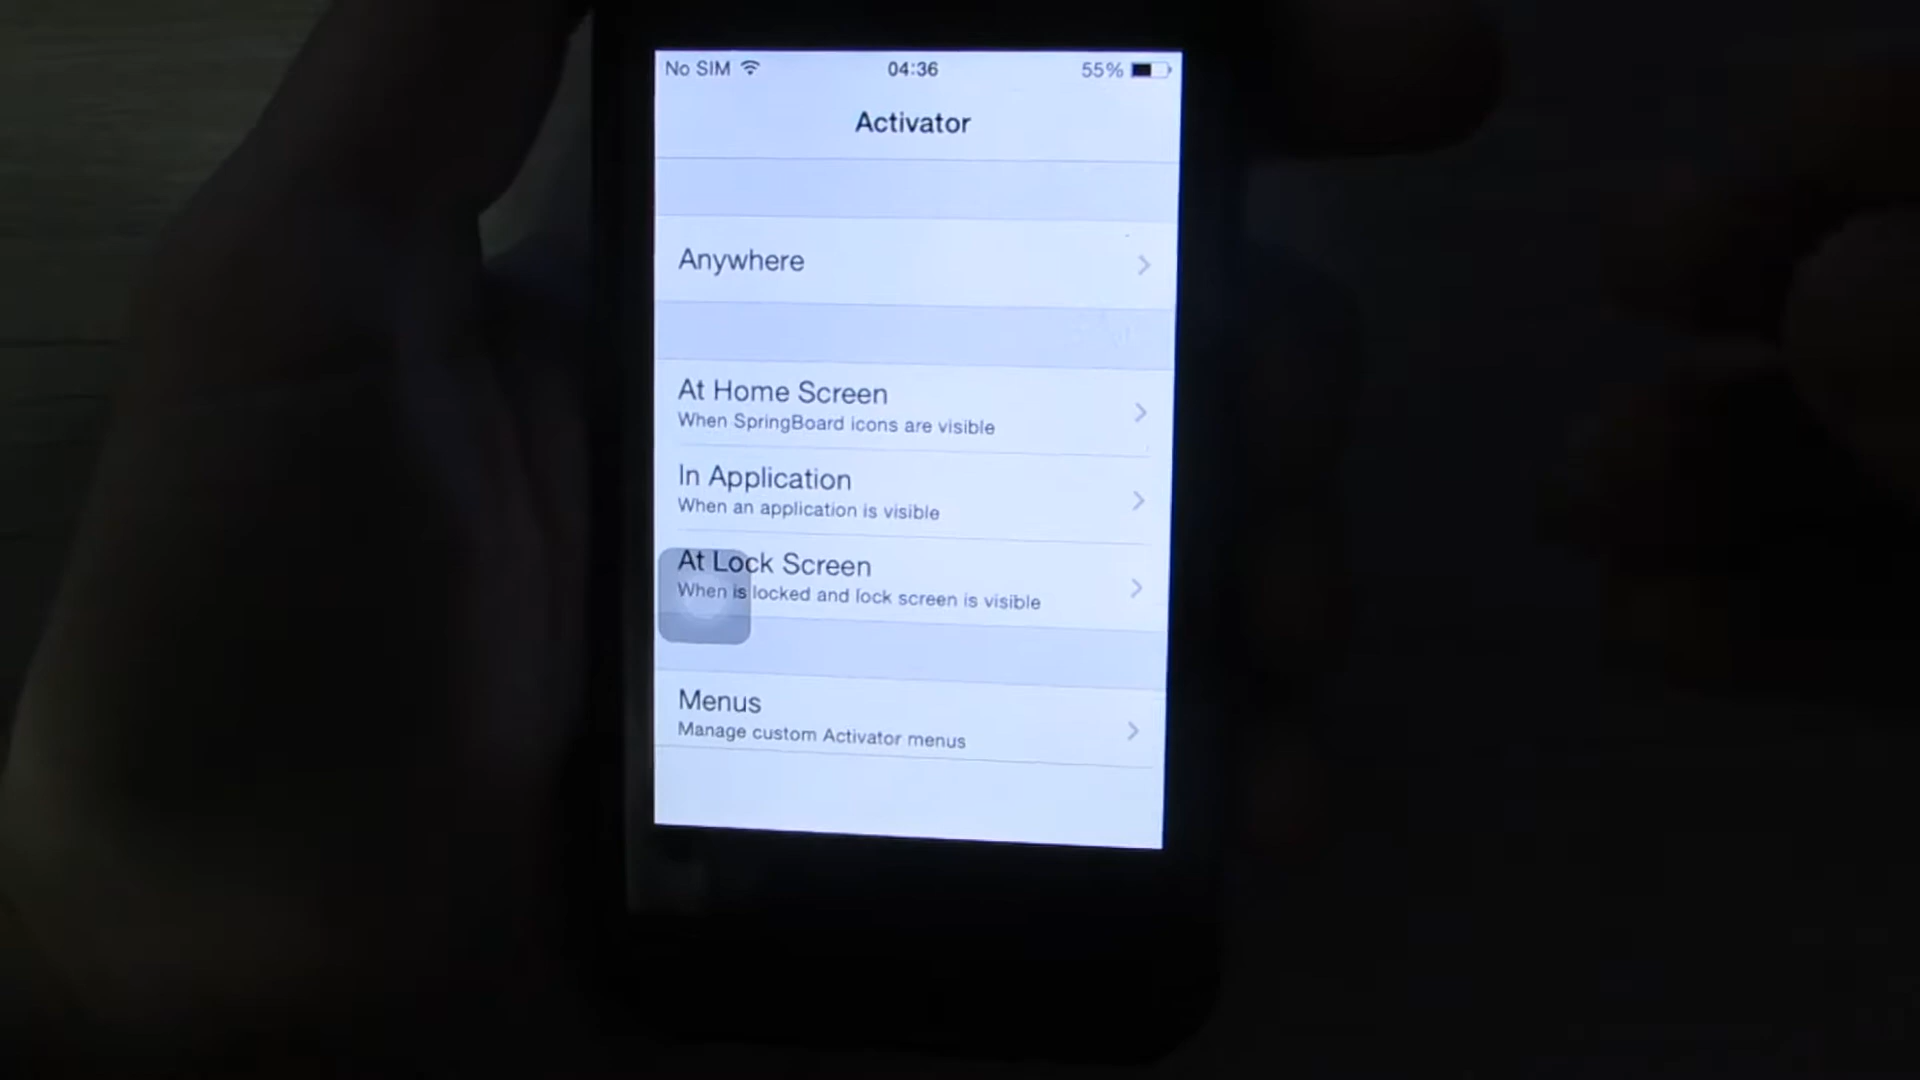 No SIM 04:36 55%
Activator
Anywhere
At Home Screen
When SpringBoard icons are visible
In Application
When an application is visible
At Lock Screen
When is locked and lock screen is visible
Menus
Manage custom Activator menus